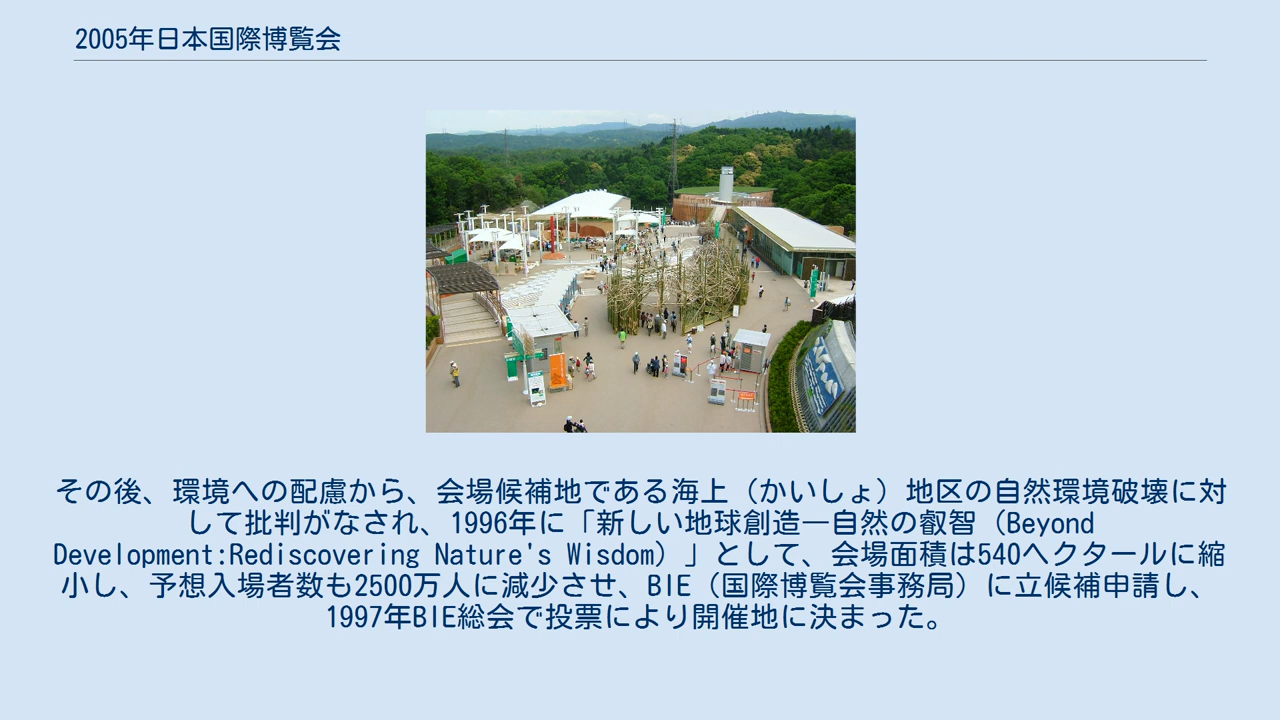 2005年日本国際博覧会
その後、環境への配慮から、会場候補地である海上（かいしょ）地区の自然環境破壊に対
して批判がなされ、1996年に「新しい地球創造―自然の叡智（Beyond
Development:Rediscovering Nature's Wisdom）」として、会場面積は540ヘクタールに縮
小し、予想入場者数も2500万人に減少させ、BIE（国際博覧会事務局）に立候補申請し、
1997年BIE総会で投票により開催地に決まった。